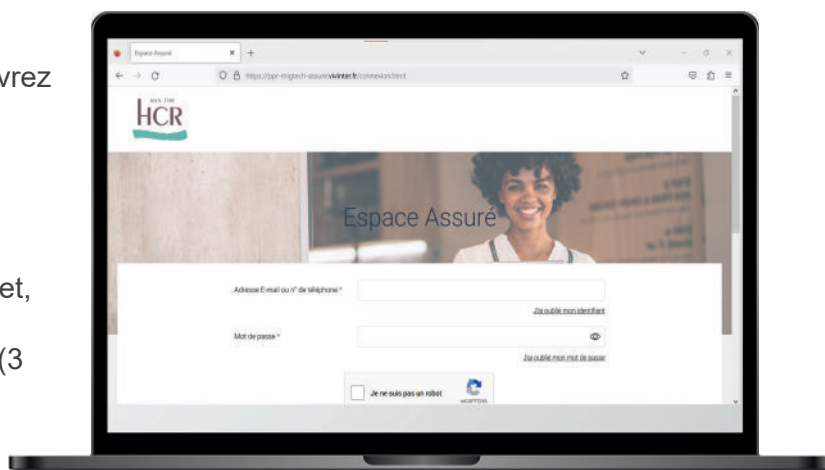 vrez
et,
(3
Espace Assuré
https://ppr-migtech-assure.vivinter.fr/connexion.html
HCR
Espace Assuré
Adresse E-mail ou n° de téléphone *
J'ai oublié mon identifiant
Mot de passe *
J'ai oublié mon mot de passe
Je ne suis pas un robot
reCAPTCHA